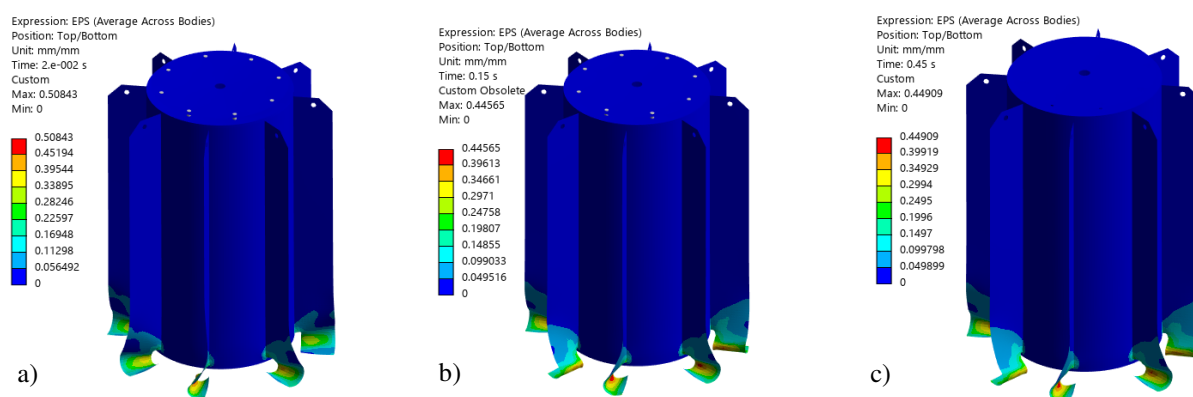 Expression: EPS (Average Across Bodies)
Position: Top/Bottom
Unit: mm/mm
Time: 2.e-002 s
Custom
Max: 0.50843
Min: 0
0.50843
0.45194
0.39544
0.33895
0.28246
0.22597
0.16948
0.11298
0.056492
0
a)
Expression: EPS (Average Across Bodies)
Position: Top/Bottom
Unit: mm/mm
Time: 0.15 s
Custom Obsolete
Max: 0.44565
Min: 0
0.44565
0.39613
0.34661
0.2971
0.24758
0.19807
0.14855
0.099033
0.049516
0
b)
Expression: EPS (Average Across Bodies)
Position: Top/Bottom
Unit: mm/mm
Time: 0.45 s
Custom
Max: 0.44909
Min: 0
0.44909
0.39919
0.34929
0.2994
0.2495
0.1996
0.1497
0.099798
0.049899
0
c)